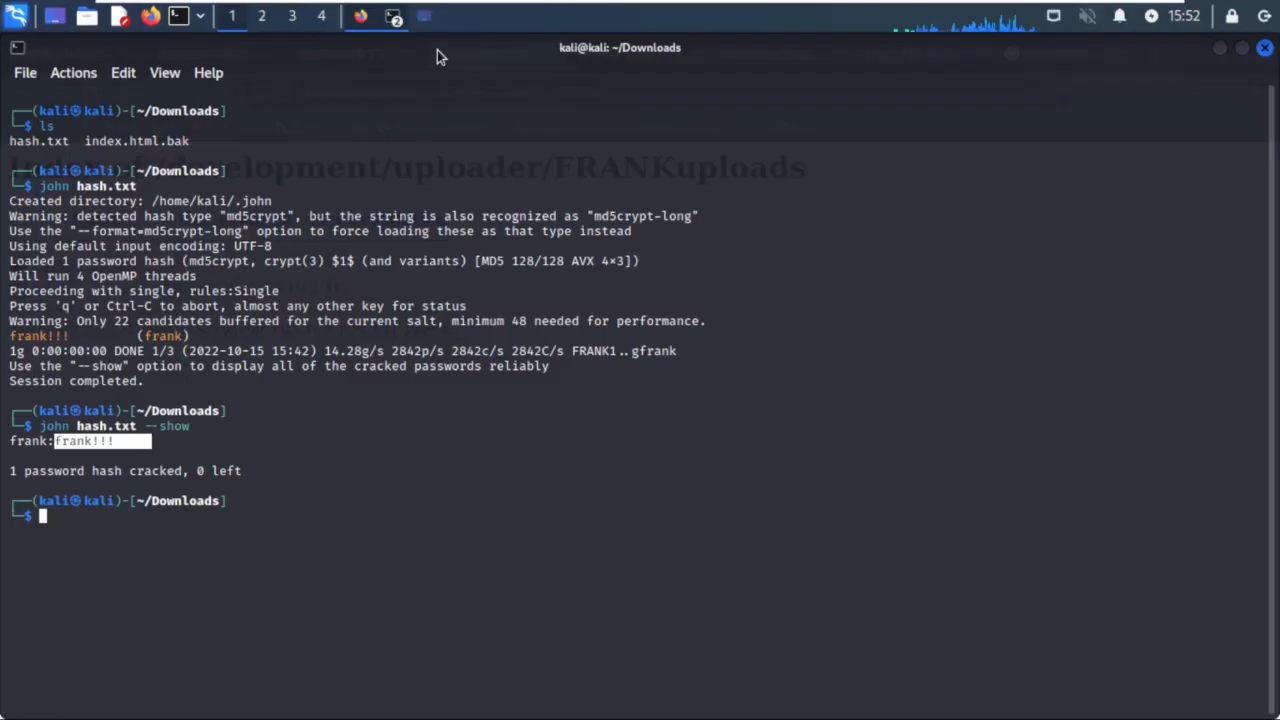 1 2 3 4 2 15:52
kali@kali: ~/Downloads
File Actions Edit View Help
┌──(kali㉿kali)-[~/Downloads]
└─$ ls
hash.txt  index.html.bak
Index of /development/uploader/FRANKuploads
┌──(kali㉿kali)-[~/Downloads]
└─$ john hash.txt
Created directory: /home/kali/.john
Warning: detected hash type "md5crypt", but the string is also recognized as "md5crypt-long"
Use the "--format=md5crypt-long" option to force loading these as that type instead
Using default input encoding: UTF-8
Loaded 1 password hash (md5crypt, crypt(3) $1$ (and variants) [MD5 128/128 AVX 4×3])
Will run 4 OpenMP threads
Proceeding with single, rules:Single
Press 'q' or Ctrl-C to abort, almost any other key for status
Warning: Only 22 candidates buffered for the current salt, minimum 48 needed for performance.
frank!!!         (frank)
1g 0:00:00:00 DONE 1/3 (2022-10-15 15:42) 14.28g/s 2842p/s 2842c/s 2842C/s FRANK1..gfrank
Use the "--show" option to display all of the cracked passwords reliably
Session completed.
┌──(kali㉿kali)-[~/Downloads]
└─$ john hash.txt --show
frank:frank!!!
1 password hash cracked, 0 left
┌──(kali㉿kali)-[~/Downloads]
└─$